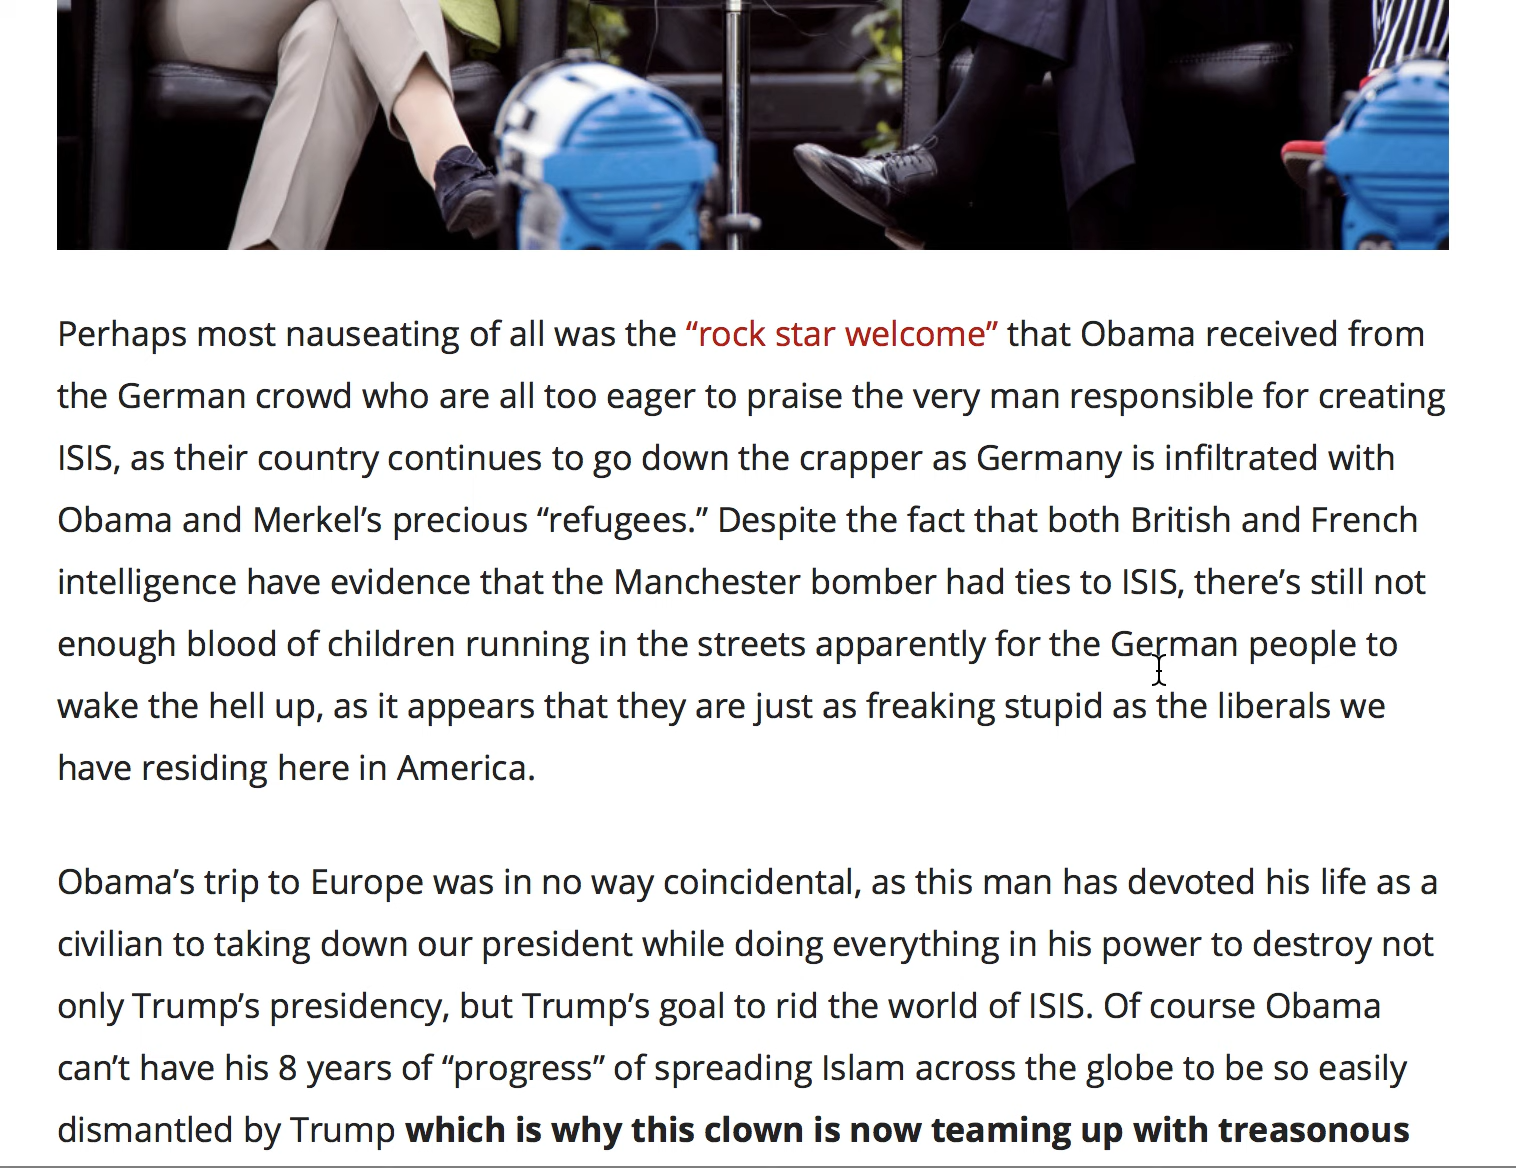 Perhaps most nauseating of all was the “rock star welcome” that Obama received from
the German crowd who are all too eager to praise the very man responsible for creating
ISIS, as their country continues to go down the crapper as Germany is infiltrated with
Obama and Merkel’s precious “refugees.” Despite the fact that both British and French
intelligence have evidence that the Manchester bomber had ties to ISIS, there’s still not
enough blood of children running in the streets apparently for the German people to
wake the hell up, as it appears that they are just as freaking stupid as the liberals we
have residing here in America.
Obama’s trip to Europe was in no way coincidental, as this man has devoted his life as a
civilian to taking down our president while doing everything in his power to destroy not
only Trump’s presidency, but Trump’s goal to rid the world of ISIS. Of course Obama
can’t have his 8 years of “progress” of spreading Islam across the globe to be so easily
dismantled by Trump which is why this clown is now teaming up with treasonous